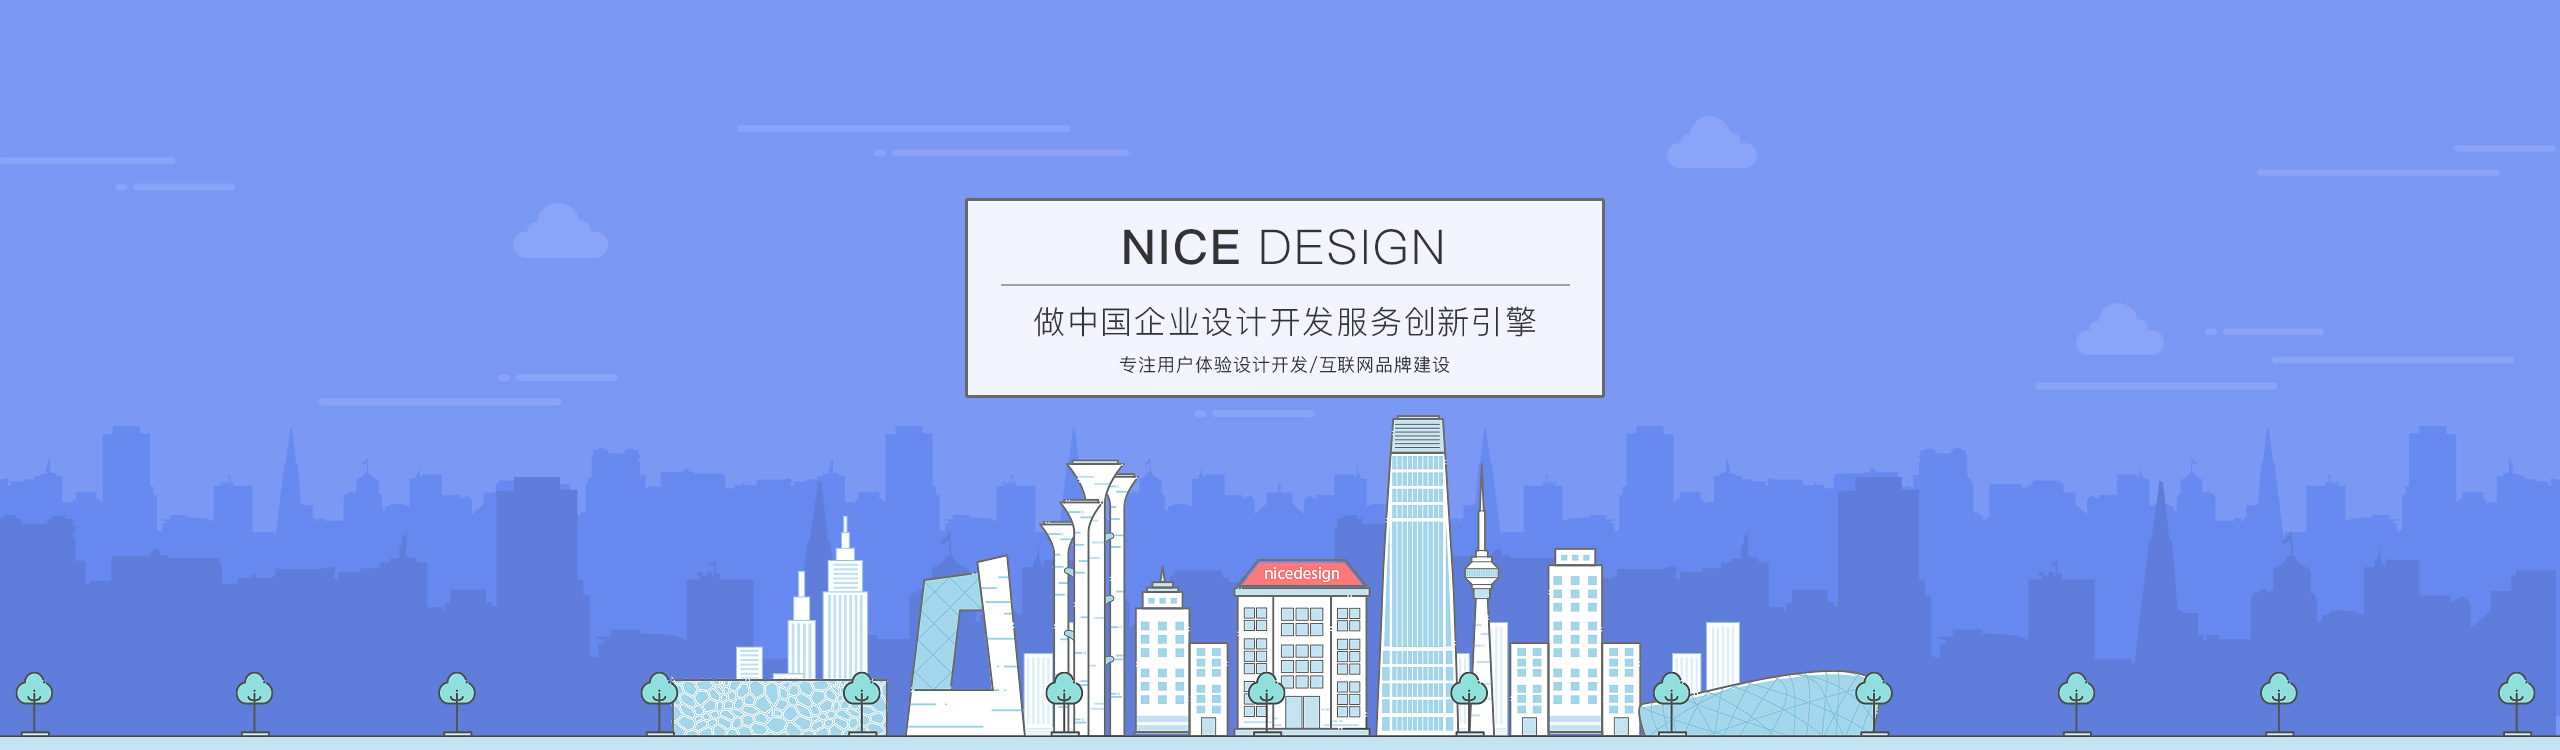 NICE DESIGN
做中国企业设计开发服务创新引擎
专注用户体验设计开发/互联网品牌建设
nicedesign